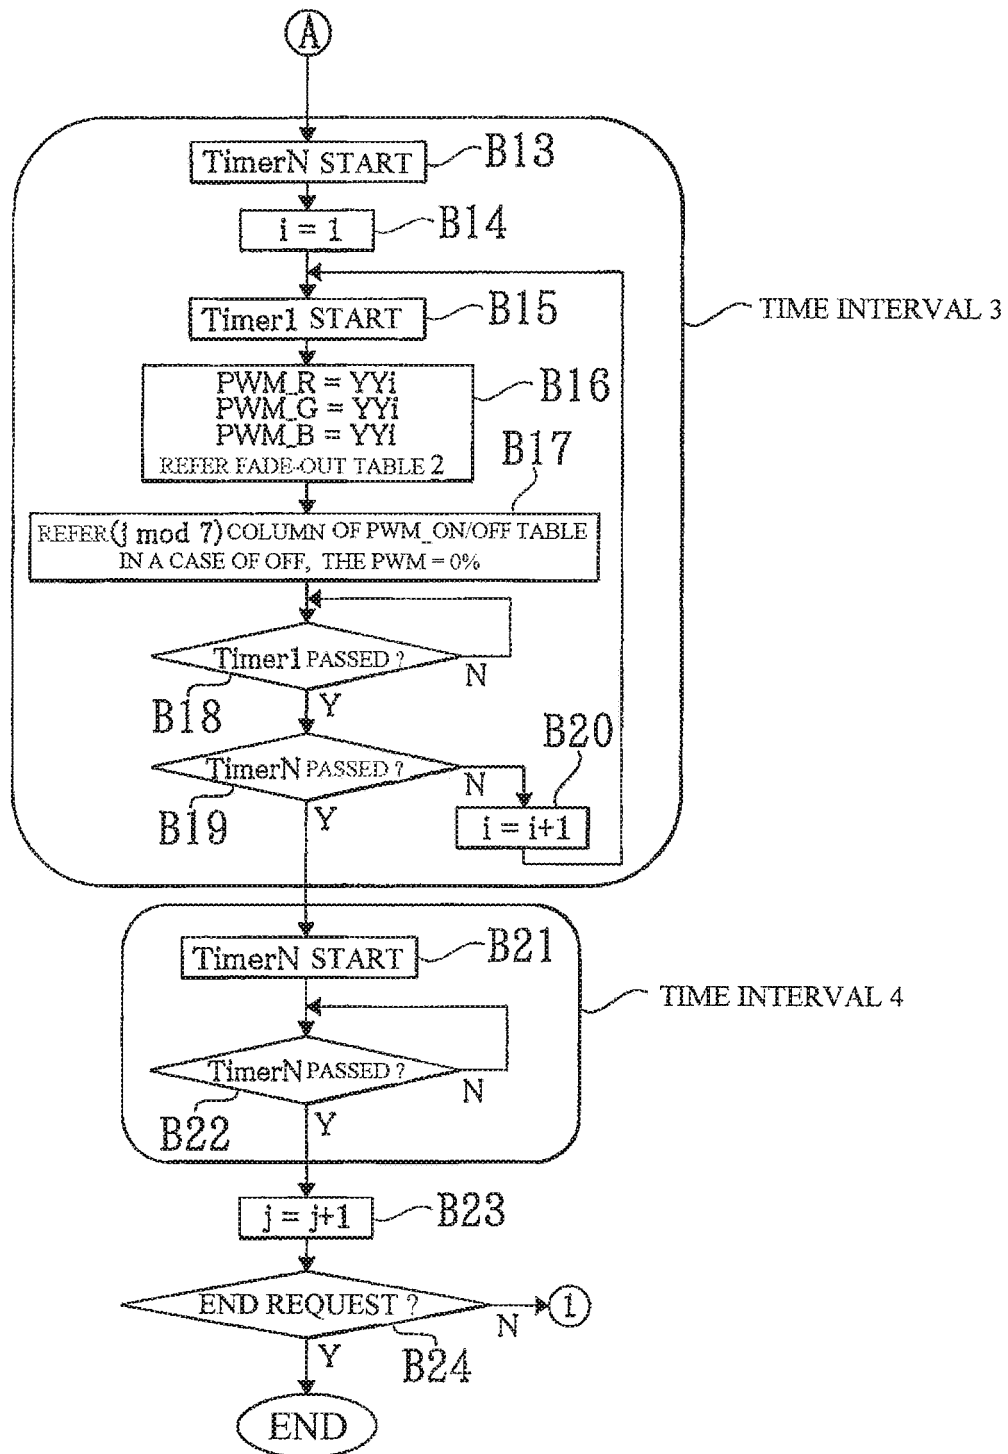 A
TimerN START
B13
i = 1
B14
Timer1 START
B15
TIME INTERVAL 3
PWM_R = YYi
PWM_G = YYi
PWM_B = YYi
REFER FADE-OUT TABLE 2
B16
B17
REFER (j mod 7) COLUMN OF PWM_ON/OFF TABLE
IN A CASE OF OFF, THE PWM = 0%
Timer1 PASSED ?
N
B18
Y
B20
TimerN PASSED ?
N
B19
Y
i = i+1
TimerN START
B21
TIME INTERVAL 4
TimerN PASSED ?
N
B22
Y
j = j+1
B23
END REQUEST ?
N
1
Y
B24
END